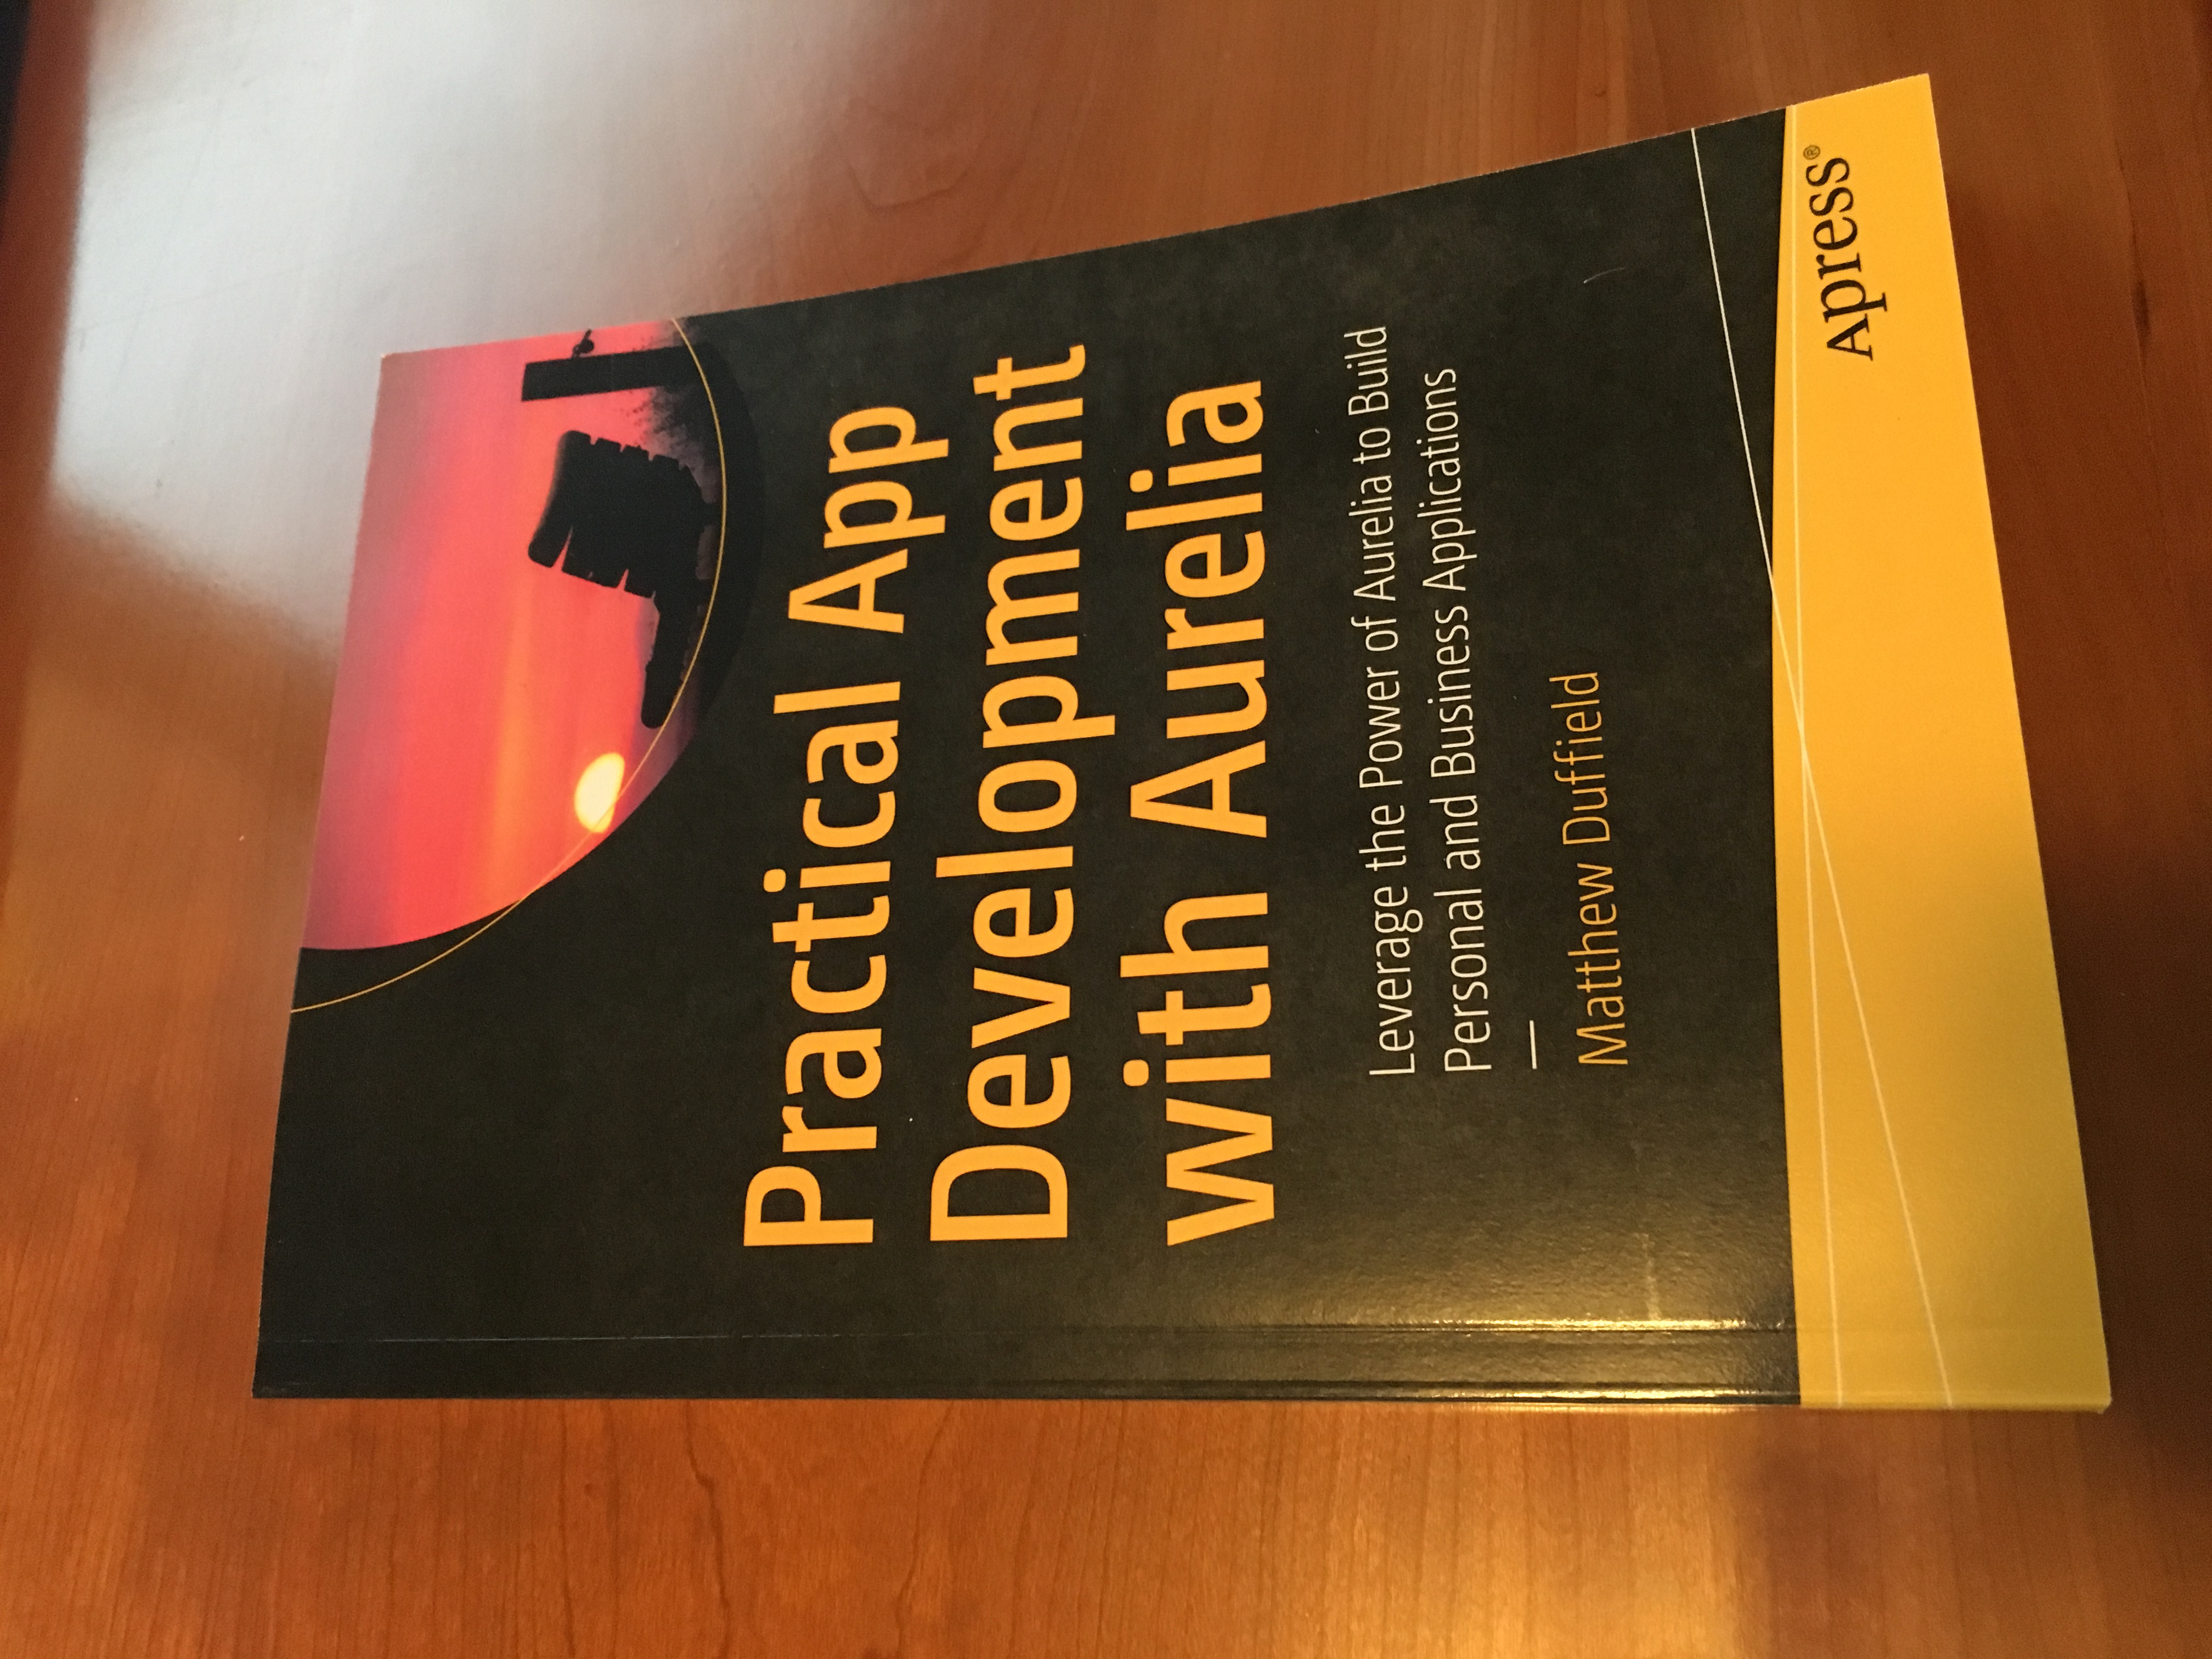 Practical App
Development
with Aurelia
Leverage the Power of Aurelia to Build
Personal and Business Applications
—
Matthew Duffield
Apress®